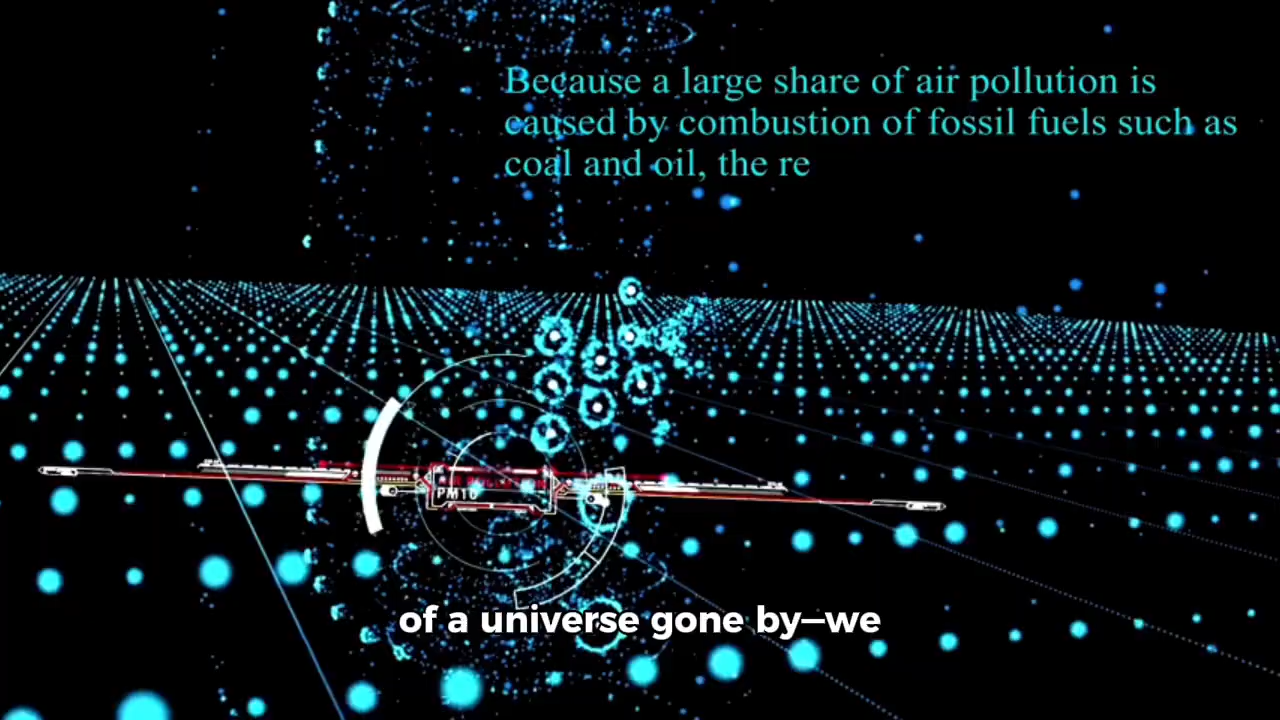 Because a large share of air pollution is
caused by combustion of fossil fuels such as
coal and oil, the re
PM10
of a universe gone by—we